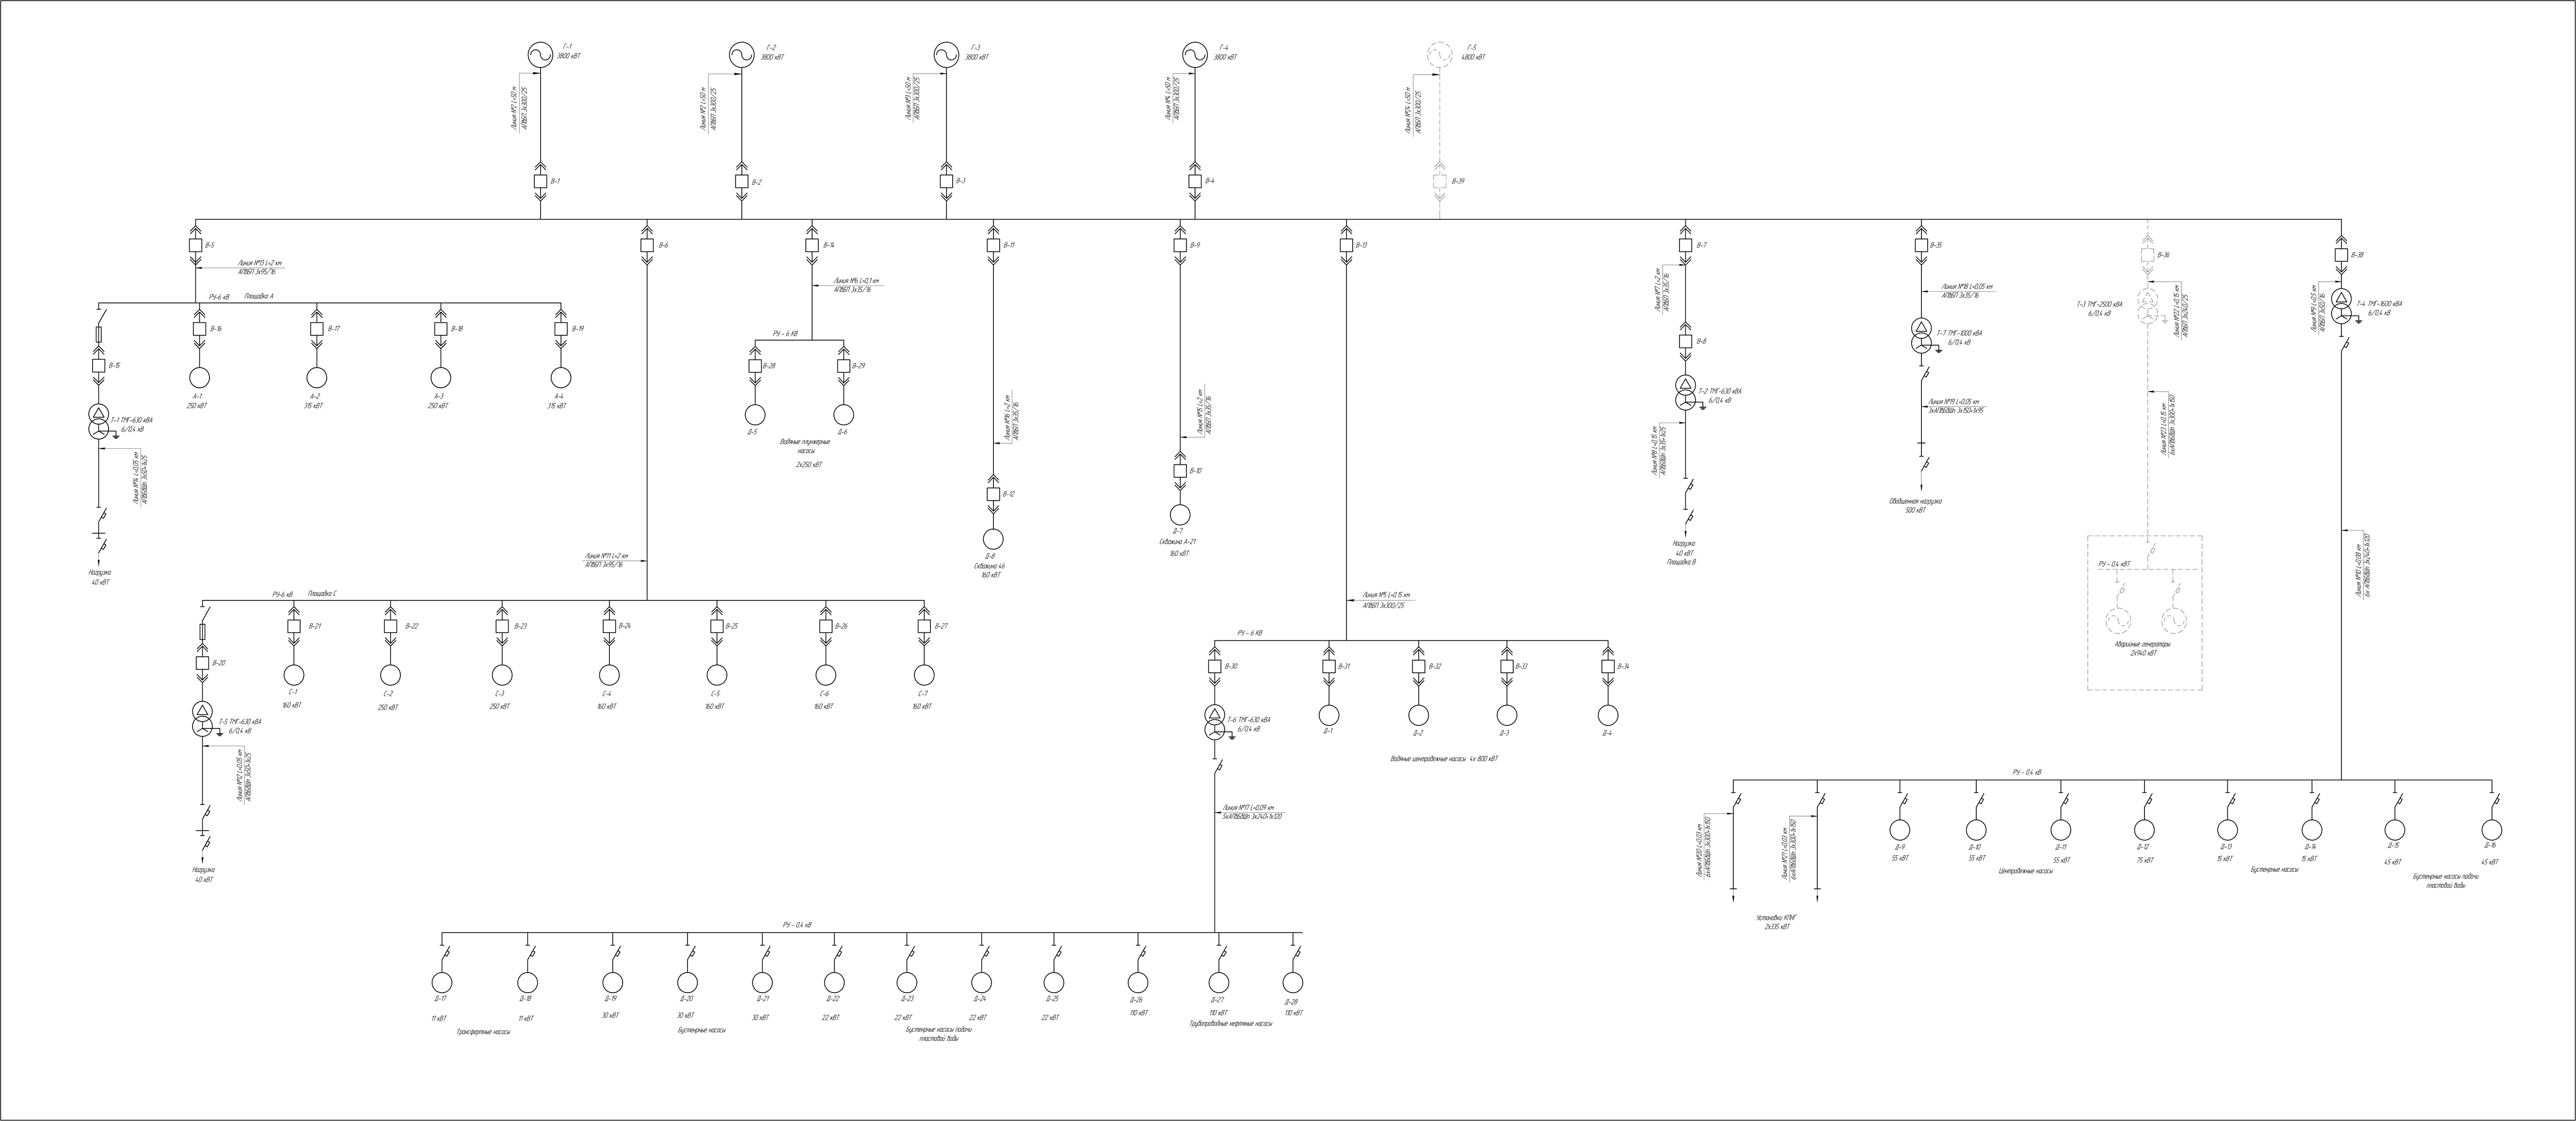 Г-1
3800 кВТ
Линия №2 L=50 м
АПвБП 3х300/25
В-1
Г-2
3800 кВТ
Линия №2 L=50 м
АПвБП 3х300/25
В-2
Г-3
3800 кВТ
Линия №3 L=50 м
АПвБП 3х300/25
В-3
Г-4
3800 кВТ
Линия №4 L=50 м
АПвБП 3х300/25
В-4
Г-5
4800 кВТ
Линия №24 L=50 м
АПвБП 3х300/25
В-39
В-5
Линия №13 L=2 км
АПвБП 3х95/16
РУ-6 кВ
Площадка А
В-15
Т-1 ТМГ-630 кВА
6/0,4 кВ
Линия №14 L=0,05 км
АПвБбШп 3х50+1х25
Нагрузка
40 кВТ
В-16
А-1
250 кВТ
В-17
А-2
315 кВТ
В-18
А-3
250 кВТ
В-19
А-4
315 кВТ
В-6
Линия №11 L=2 км
АПвБП 3х95/16
РУ-6 кВ
Площадка С
В-20
Т-5 ТМГ-630 кВА
6/0,4 кВ
Линия №12 L=0,05 км
АПвБбШп 3х50+1х25
Нагрузка
40 кВТ
В-21
С-1
160 кВТ
В-22
С-2
250 кВТ
В-23
С-3
250 кВТ
В-24
С-4
160 кВТ
В-25
С-5
160 кВТ
В-26
С-6
160 кВТ
В-27
С-7
160 кВТ
В-14
Линия №6 L=0,1 км
АПвБП 3х35/16
РУ - 6 КВ
В-28
Д-5
В-29
Д-6
Водяные плунжерные
насосы
2х250 кВТ
В-11
Линия №16 L=2 км
АПвБП 3х35/16
В-12
Д-8
Скважина 46
160 кВТ
В-9
Линия №15 L=2 км
АПвБП 3х35/16
В-10
Д-7
Скважина А-21
160 кВТ
В-13
Линия №5 L=0,15 км
АПвБП 3х300/25
РУ - 6 КВ
В-30
Т-6 ТМГ-630 кВА
6/0,4 кВ
Линия №17 L=0,09 км
5хАПвБбШп 3х240+1х120
В-31
Д-1
В-32
Д-2
В-33
Д-3
В-34
Д-4
Водяные центробежные насосы 4х 800 кВТ
РУ - 0,4 кВ
Д-17
11 кВТ
Д-18
11 кВТ
Трансфертные насосы
Д-19
30 кВТ
Д-20
30 кВТ
Д-21
30 кВТ
Бустенрные насосы
Д-22
22 кВТ
Д-23
22 кВТ
Д-24
22 кВТ
Д-25
22 кВТ
Бустенрные насосы подачи
пластовой воды
Д-26
110 кВТ
Д-27
110 кВТ
Д-28
110 кВТ
Трубопроводные нефтяные насосы
В-7
Линия №7 L=2 км
АПвБП 3х35/16
В-8
Т-2 ТМГ-630 кВА
6/0,4 кВ
Линия №8 L=0,15 км
АПвБбШп 3х35+1х25
Нагрузка
40 кВТ
Площадка В
В-35
Линия №18 L=0,05 км
АПвБП 3х35/16
Т-7 ТМГ-1000 кВА
6/0,4 кВ
Линия №19 L=0,05 км
3хАПвБбШп 3х150+1х95
Обобщенная нагрузка
500 кВТ
В-36
Т-3 ТМГ-2500 кВА
6/0,4 кВ
Линия №22 L=0,15 км
АПвБП 3х240/25
Линия №23 L=0,15 км
6хАПвБбШп 3х300+1х150
РУ - 0,4 кВТ
Аварийные генераторы
2х940 кВТ
В-38
Линия №9 L=0,5 км
АПвБП 3х50/16
Т-4 ТМГ-1600 кВА
6/0,4 кВ
Линия №10 L=0,08 км
6х АПвБбШп 3х240+1х120
РУ - 0,4 кВ
Линия №20 L=0,03 км
6хАПвБбШп 3х300+1х150
Линия №21 L=0,03 км
6хАПвБбШп 3х300+1х150
Установки КПНГ
2х335 кВТ
Д-9
55 кВТ
Д-10
55 кВТ
Д-11
55 кВТ
Д-12
75 кВТ
Центробежные насосы
Д-13
15 кВТ
Д-14
15 кВТ
Бустенрные насосы
Д-15
45 кВТ
Д-16
45 кВТ
Бустенрные насосы подачи
пластовой воды